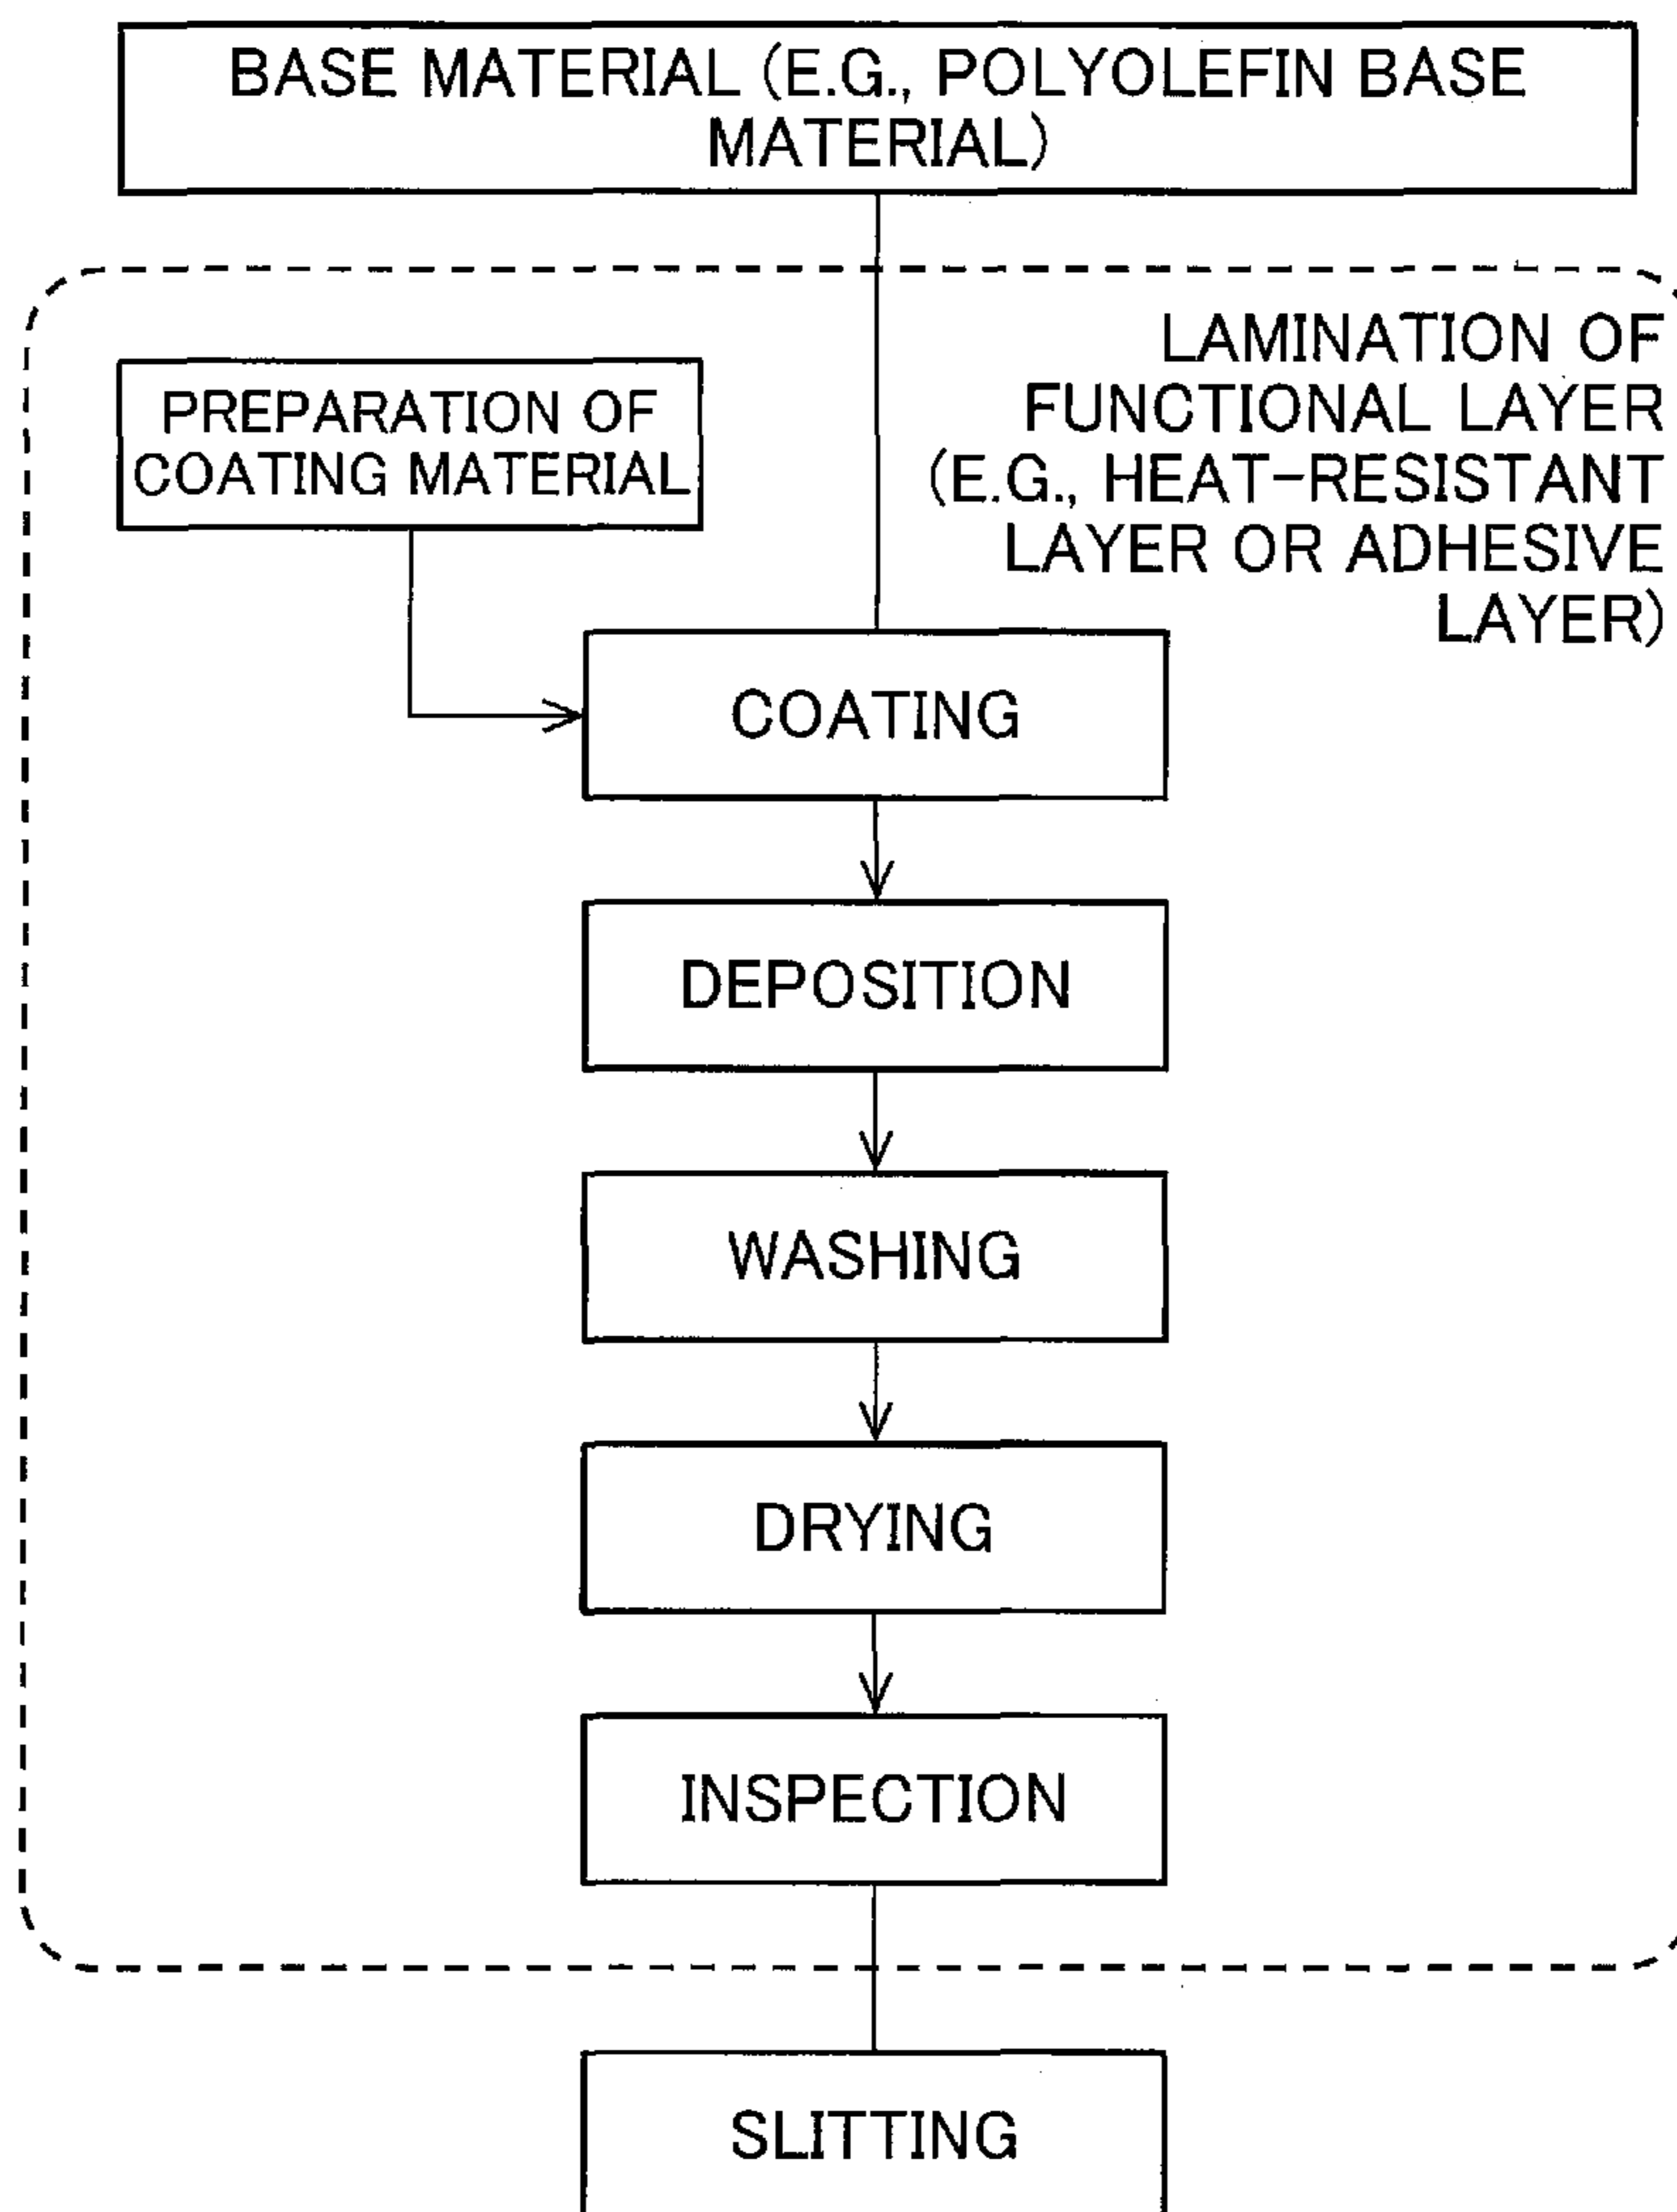 BASE MATERIAL (E.G., POLYOLEFIN BASE
MATERIAL)
LAMINATION OF
FUNCTIONAL LAYER
(E.G., HEAT-RESISTANT
LAYER OR ADHESIVE
LAYER)
PREPARATION OF
COATING MATERIAL
COATING
DEPOSITION
WASHING
DRYING
INSPECTION
SLITTING